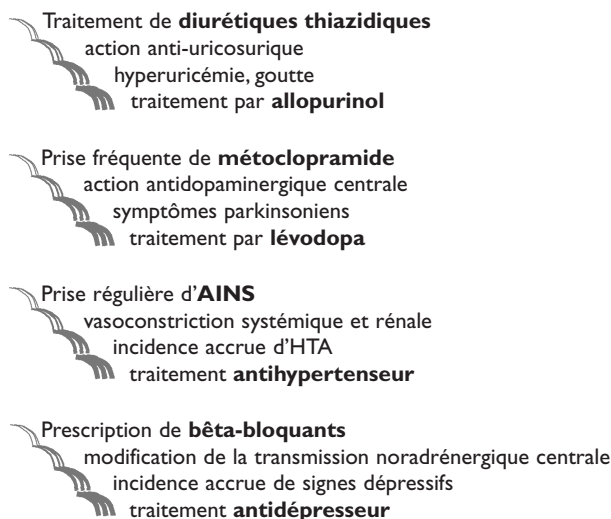 Traitement de diurétiques thiazidiques
action anti-uricosurique
hyperuricémie, goutte
traitement par allopurinol
Prise fréquente de métoclopramide
action antidopaminergique centrale
symptômes parkinsoniens
traitement par lévodopa
Prise régulière d'AINS
vasoconstriction systémique et rénale
incidence accrue d'HTA
traitement antihypertenseur
Prescription de bêta-bloquants
modification de la transmission noradrénergique centrale
incidence accrue de signes dépressifs
traitement antidépresseur